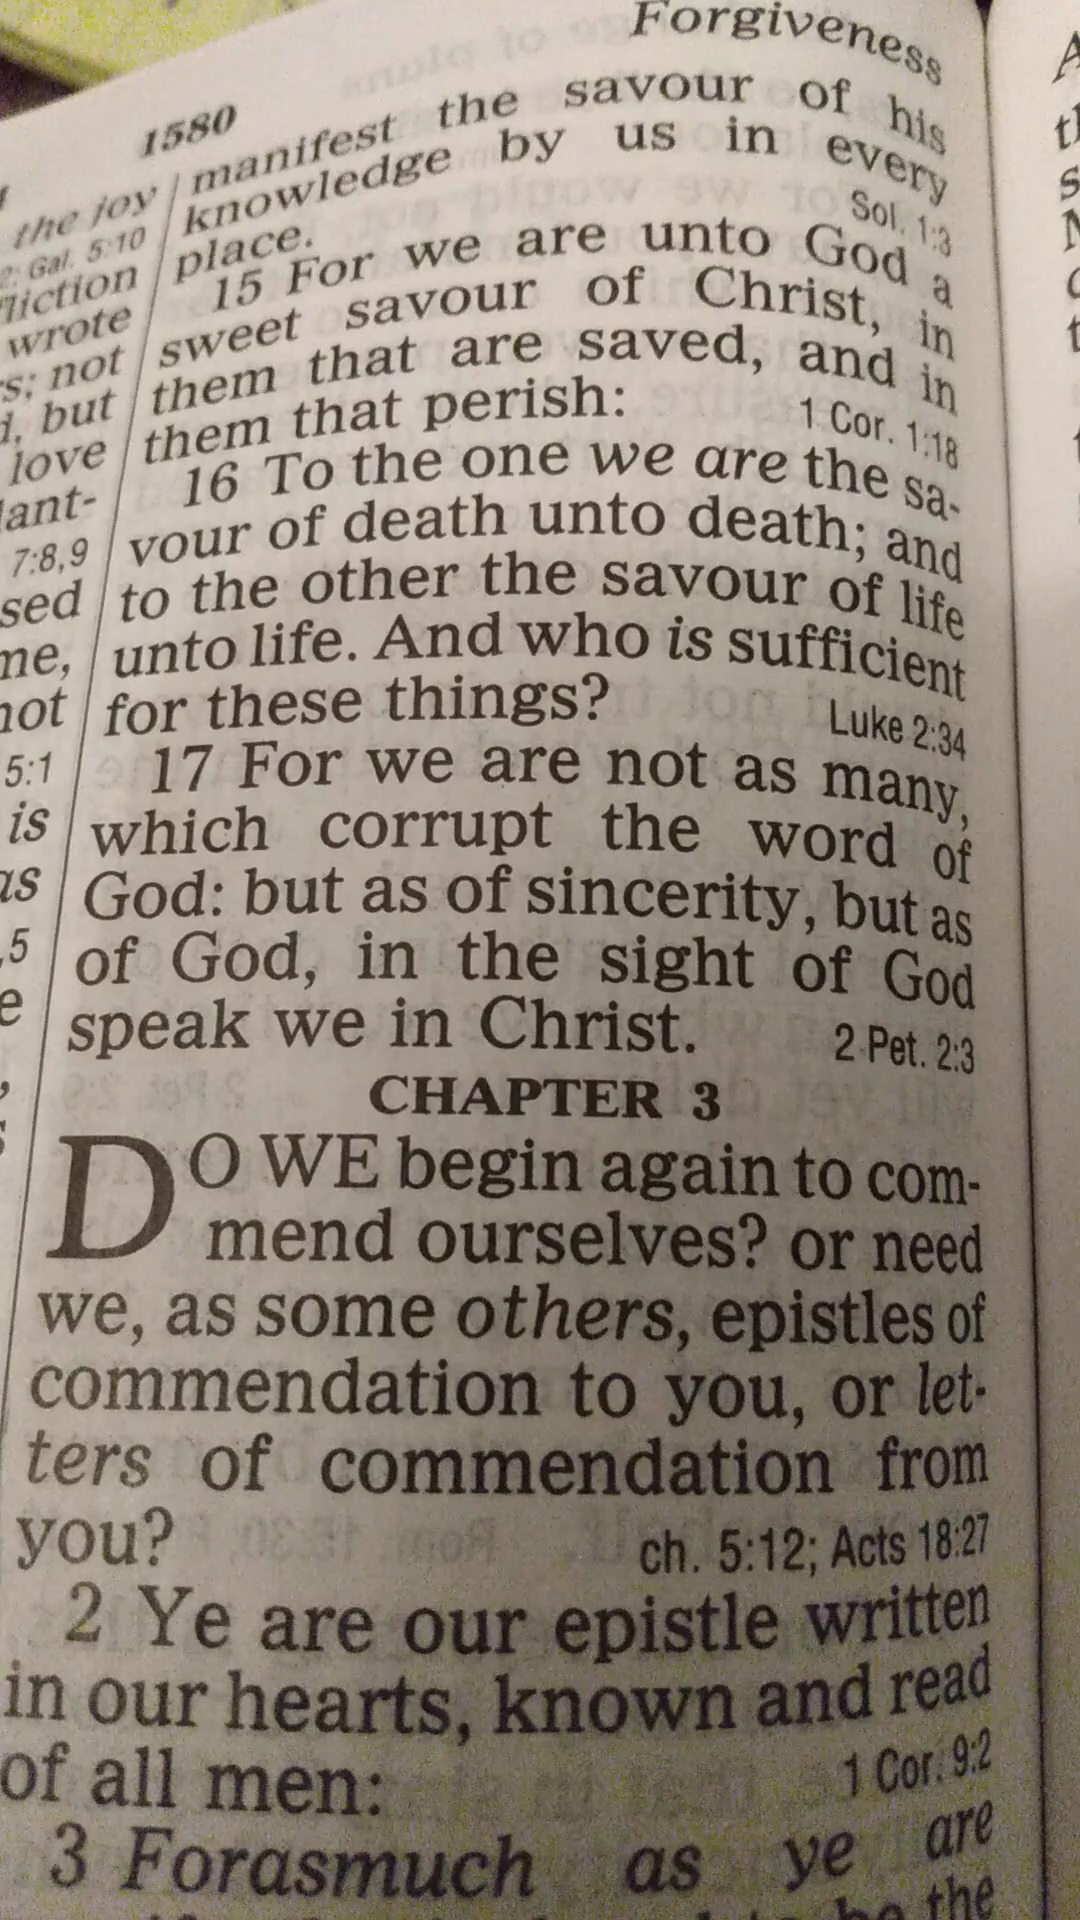 Forgiveness
1580
the joy
Gal. 5:10
wrote
not
but
love
7:8,9
5:1
is
manifest the savour of his
knowledge by us in every
place.
Sol. 1:3
15 For we are unto God a
sweet savour of Christ, in
them that are saved, and in
them that perish:
1 Cor. 1:18
16 To the one we are the sa-
vour of death unto death; and
to the other the savour of life
unto life. And who is sufficient
for these things?
Luke 2:34
17 For we are not as many,
which corrupt the word of
God: but as of sincerity, but as
of God, in the sight of God
speak we in Christ.
2 Pet. 2:3
CHAPTER 3
DO WE begin again to com-
mend ourselves? or need
we, as some others, epistles of
commendation to you, or let-
ters of commendation from
you?
ch. 5:12; Acts 18:27
2 Ye are our epistle written
in our hearts, known and read
of all men:
1 Cor. 9:2
3 Forasmuch as ye are
be the